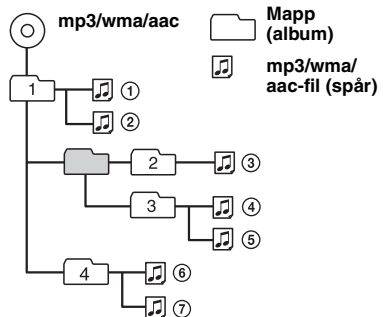 mp3/wma/aac
Mapp
(album)
mp3/wma/
aac-fil (spår)
1
①
②
2
③
3
④
⑤
4
⑥
⑦